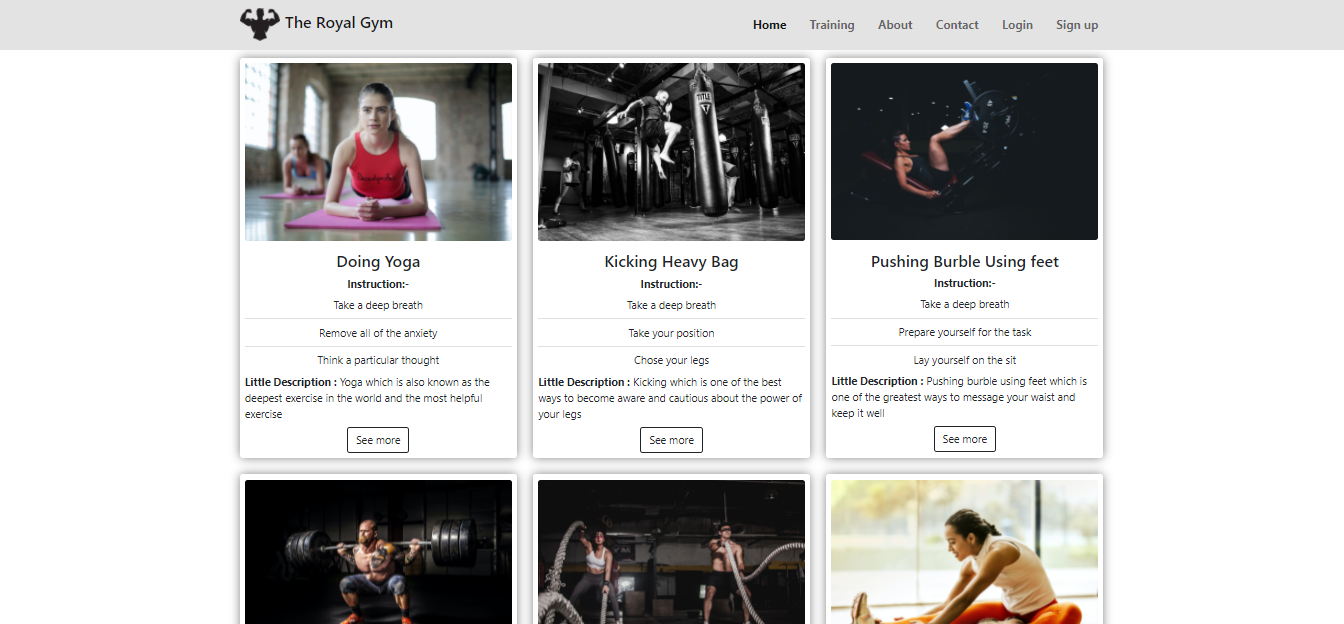 The Royal Gym
Home Training About Contact Login Sign up
TITLE
Doing Yoga
Instruction:-
Take a deep breath
Remove all of the anxiety
Think a particular thought
Little Description : Yoga which is also known as the
deepest exercise in the world and the most helpful
exercise
See more
Kicking Heavy Bag
Instruction:-
Take a deep breath
Take your position
Chose your legs
Little Description : Kicking which is one of the best
ways to become aware and cautious about the power of
your legs
See more
Pushing Burble Using feet
Instruction:-
Take a deep breath
Prepare yourself for the task
Lay yourself on the sit
Little Description : Pushing burble using feet which is
one of the greatest ways to message your waist and
keep it well
See more